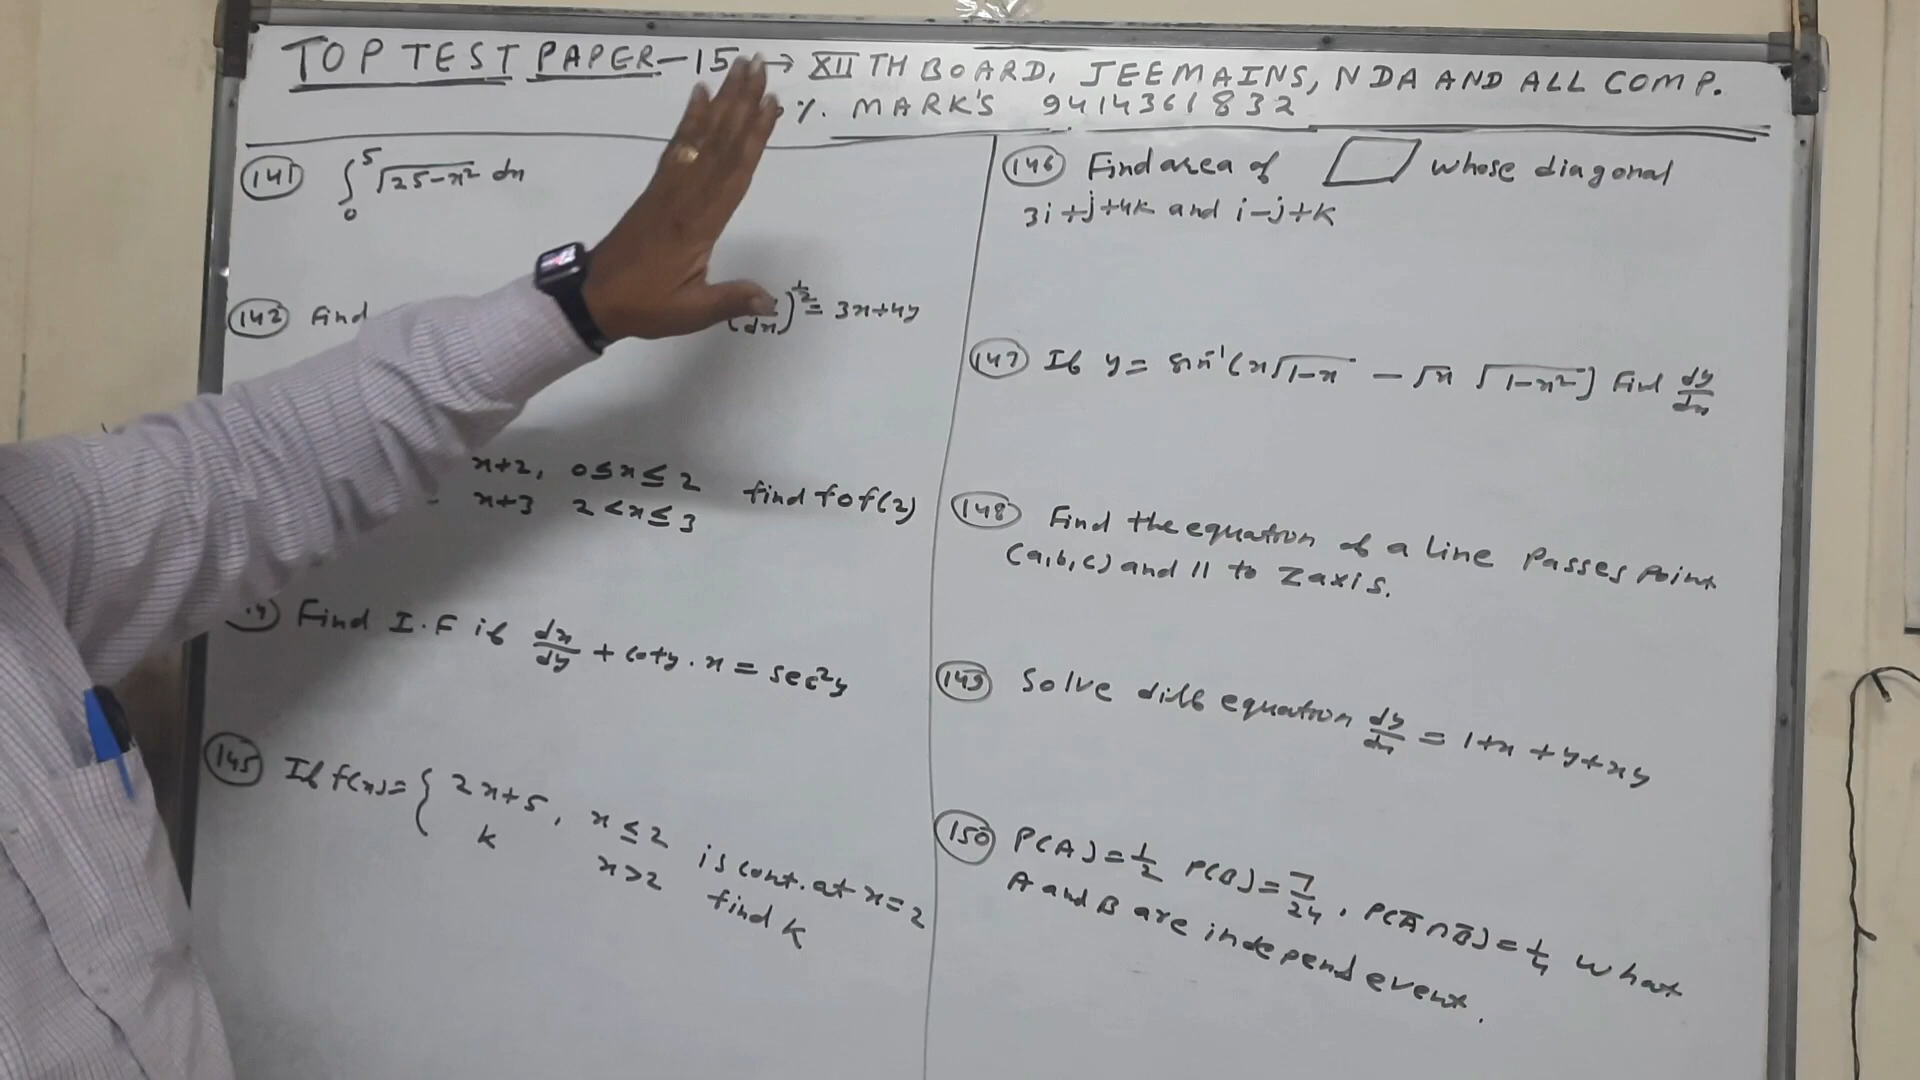 TOP TEST PAPER-15 → XII TH BOARD, JEE MAINS, NDA AND ALL COMP.
%. MARK'S 9414361832
(141) ∫₀⁵ √25-x² dx
(142) Find
dx)^½ = 3x+4y
x+2, 0≤x≤2
x+3 2<x≤3 find fof(2)
Find I.F if dx/dy + coty.x = sec²y
(145) If f(x)= { 2x+5, x≤2
k x>2 is cont. at x=2
find k
(146) Find area of ▱ whose diagonal
3i+j+4k and i-j+k
(147) If y= sin⁻¹(x√1-x - √x √1-x²) Find dy/dx
(148) Find the equation of a line Passes Point
(a,b,c) and 11 to Z axis.
(149) Solve diff equation dy/dx = 1+x+y+xy
(150) P(A)=½ P(B)=7/24, P(A̅∩B̅)=¼ what
A and B are independ event.